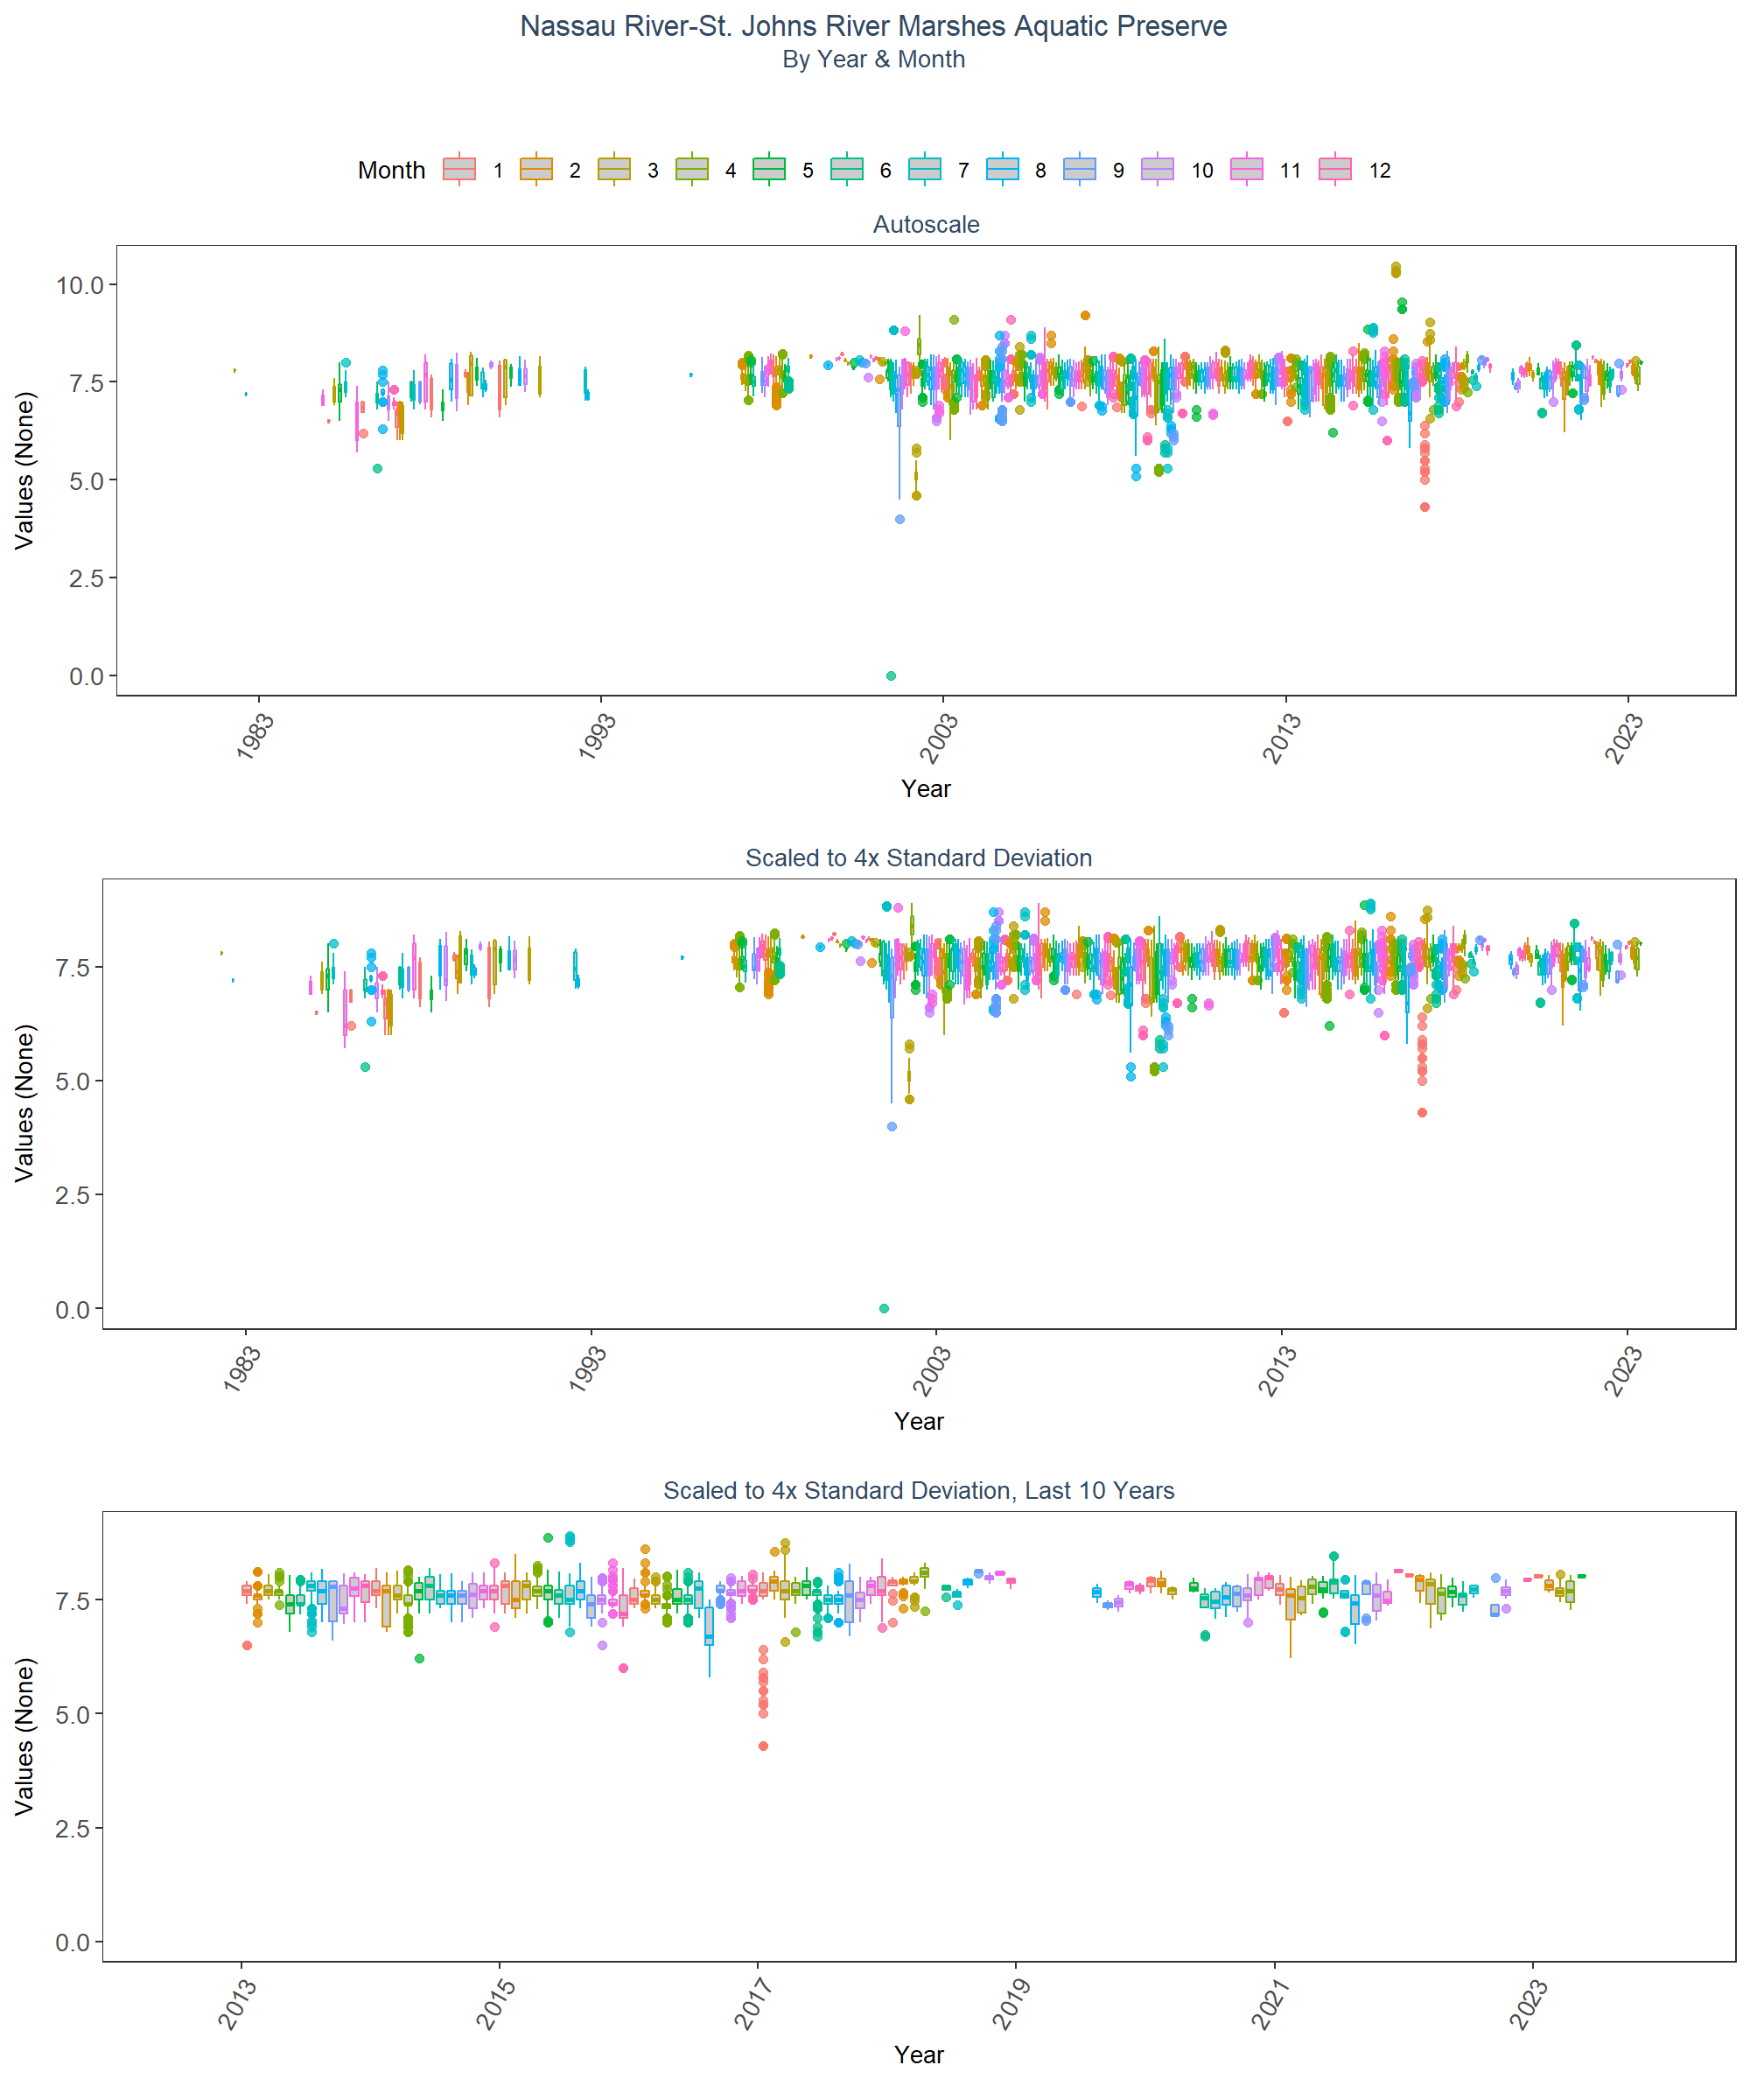 Nassau River-St. Johns River Marshes Aquatic Preserve
By Year & Month
Month 1 2 3 4 5 6 7 8 9 10 11 12
Autoscale
Values (None)
10.0
7.5
5.0
2.5
0.0
1983 1993 2003 2013 2023
Year
Scaled to 4x Standard Deviation
Values (None)
7.5
5.0
2.5
0.0
1983 1993 2003 2013 2023
Year
Scaled to 4x Standard Deviation, Last 10 Years
Values (None)
7.5
5.0
2.5
0.0
2013 2015 2017 2019 2021 2023
Year